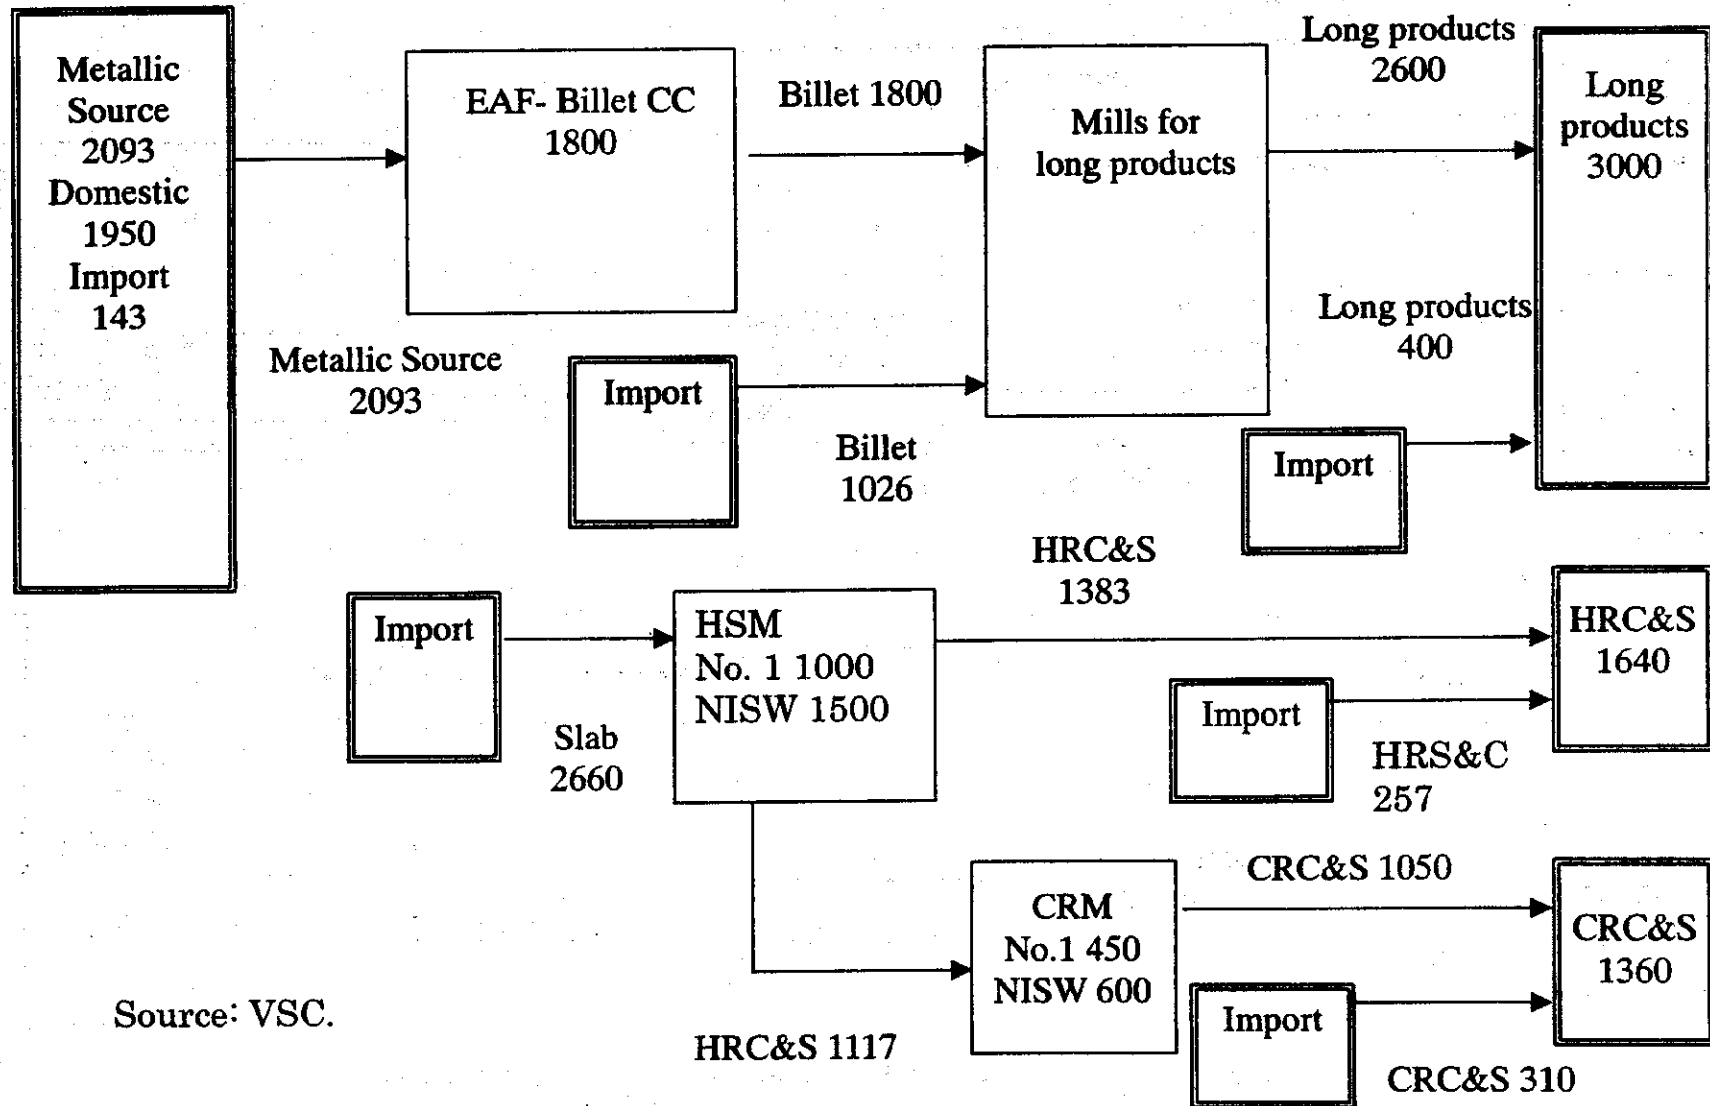 Metallic
Source
2093
Domestic
1950
Import
143
EAF- Billet CC
1800
Billet 1800
Mills for
long products
Long products
2600
Long
products
3000
Metallic Source
2093
Import
Billet
1026
Long products
400
Import
Import
Slab
2660
HSM
No. 1 1000
NISW 1500
HRC&S
1383
HRC&S
1640
Import
HRS&C
257
HRC&S 1117
CRM
No.1 450
NISW 600
CRC&S 1050
CRC&S
1360
Import
CRC&S 310
Source: VSC.